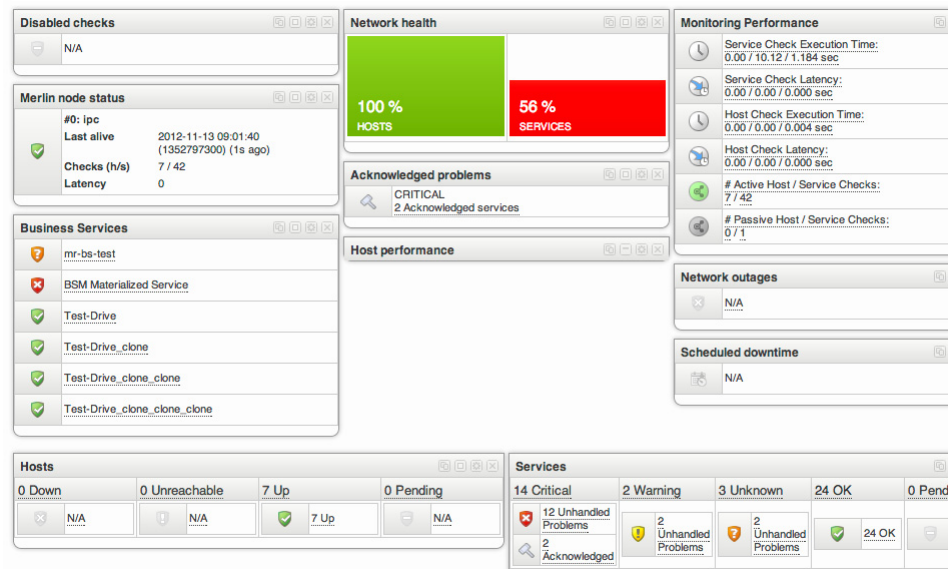 Disabled checks
N/A
Merlin node status
#0: ipc
Last alive 2012-11-13 09:01:40
(1352797300) (1s ago)
Checks (h/s) 7 / 42
Latency 0
Business Services
mr-bs-test
BSM Materialized Service
Test-Drive
Test-Drive_clone
Test-Drive_clone_clone
Test-Drive_clone_clone_clone
Network health
100 %
HOSTS
56 %
SERVICES
Acknowledged problems
CRITICAL
2 Acknowledged services
Host performance
Monitoring Performance
Service Check Execution Time:
0.00 / 10.12 / 1.184 sec
Service Check Latency:
0.00 / 0.00 / 0.000 sec
Host Check Execution Time:
0.00 / 0.00 / 0.004 sec
Host Check Latency:
0.00 / 0.00 / 0.000 sec
# Active Host / Service Checks:
7 / 42
# Passive Host / Service Checks:
0 / 1
Network outages
N/A
Scheduled downtime
N/A
Hosts
0 Down 0 Unreachable 7 Up 0 Pending
N/A N/A 7 Up N/A
Services
14 Critical 2 Warning 3 Unknown 24 OK 0 Pend
12 Unhandled
Problems
2
Acknowledged
2
Unhandled
Problems
2
Unhandled
Problems
24 OK